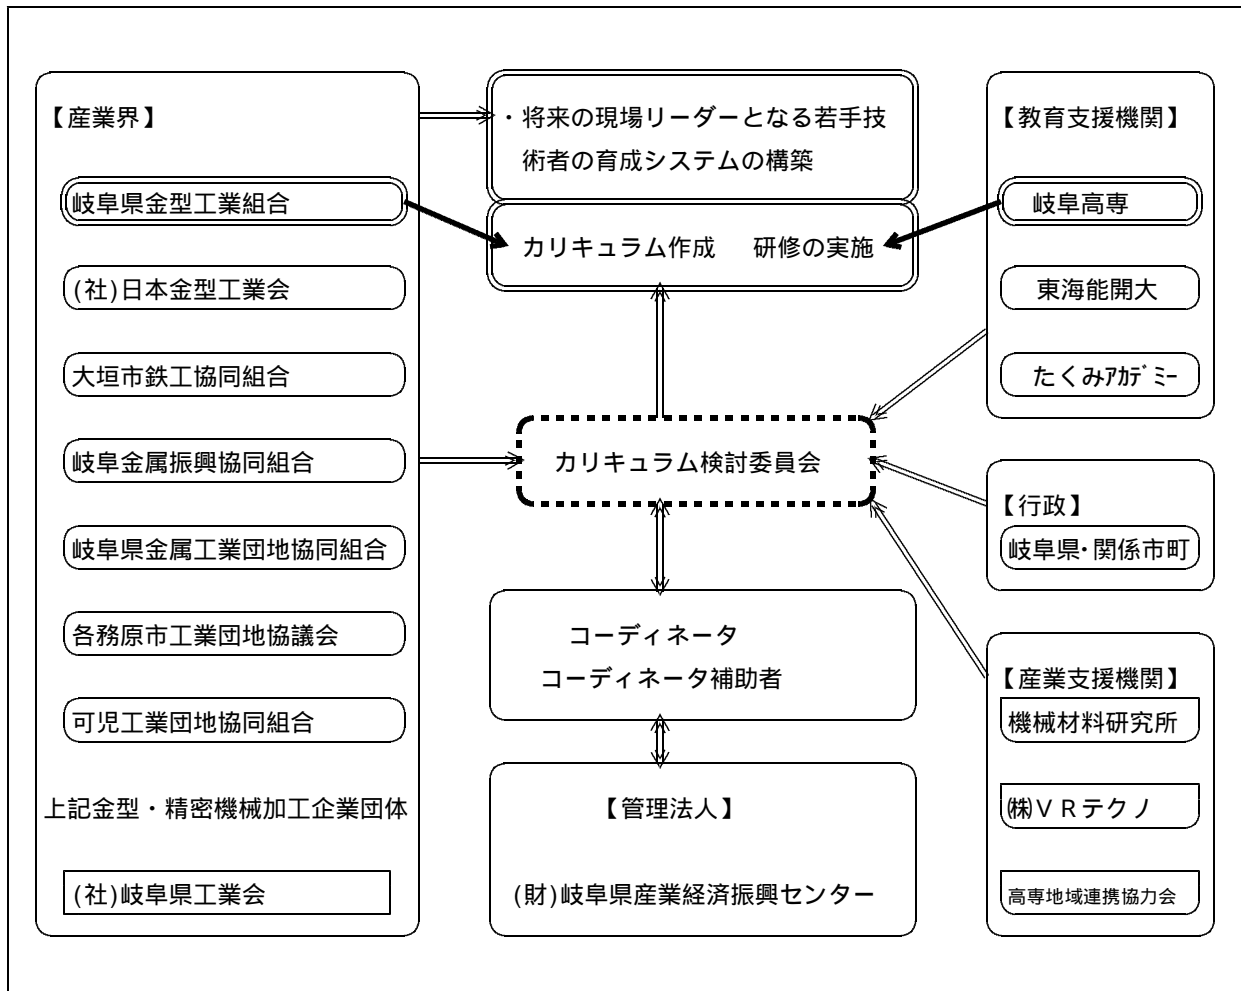 【産業界】
岐阜県金型工業組合
(社)日本金型工業会
大垣市鉄工協同組合
岐阜金属振興協同組合
岐阜県金属工業団地協同組合
各務原市工業団地協議会
可児工業団地協同組合
上記金型・精密機械加工企業団体
(社)岐阜県工業会
・将来の現場リーダーとなる若手技
術者の育成システムの構築
カリキュラム作成 研修の実施
カリキュラム検討委員会
コーディネータ
コーディネータ補助者
【管理法人】
(財)岐阜県産業経済振興センター
【教育支援機関】
岐阜高専
東海能開大
たくみｱｶﾃﾞﾐｰ
【行政】
岐阜県・関係市町
【産業支援機関】
機械材料研究所
㈱ＶＲテクノ
高専地域連携協力会